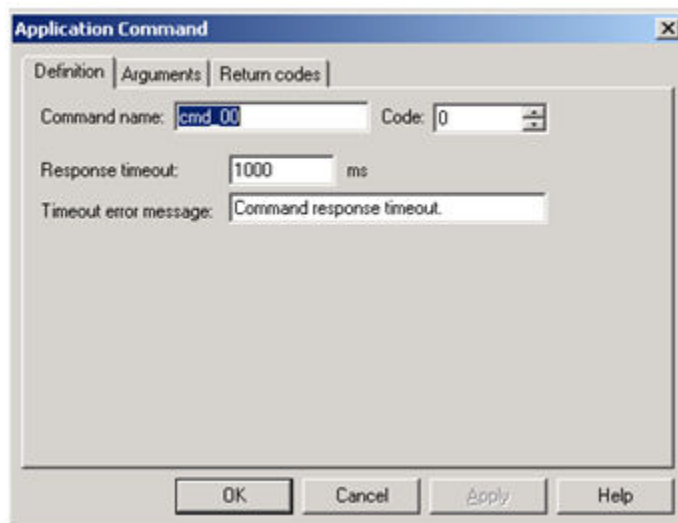 Application Command
Definition Arguments Return codes
Command name: cmd_00 Code: 0
Response timeout: 1000 ms
Timeout error message: Command response timeout.
OK Cancel Apply Help